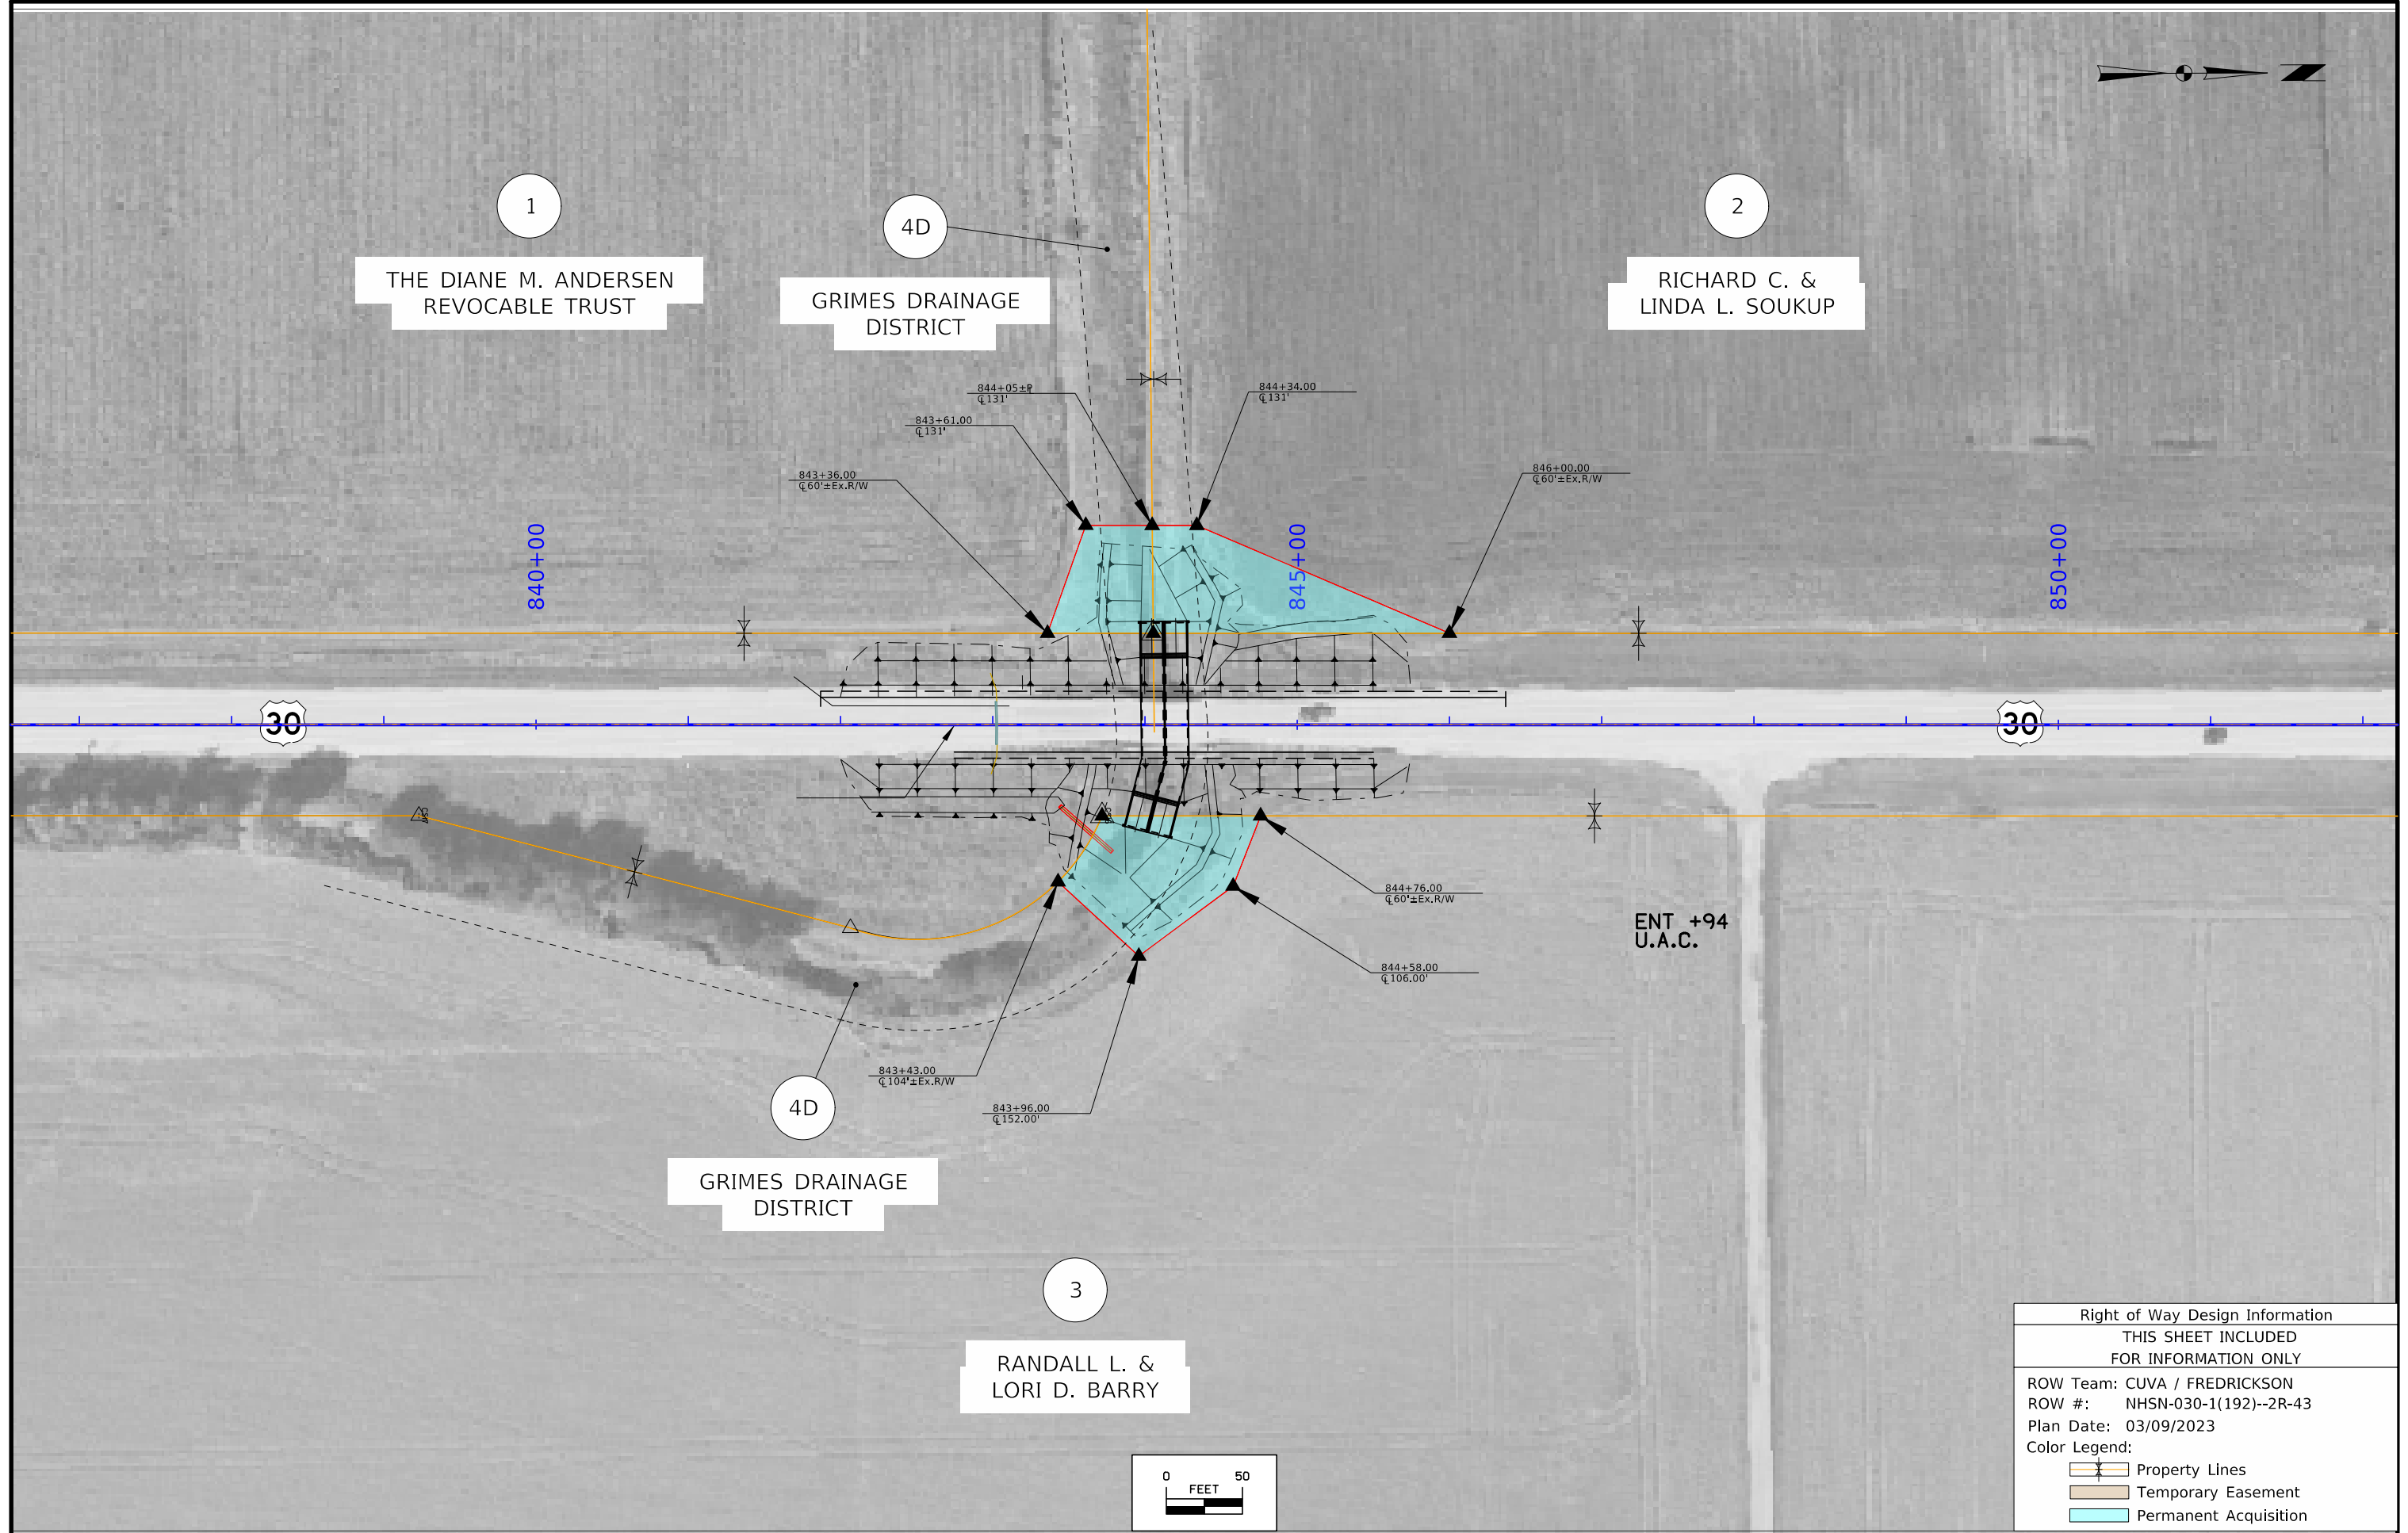 1
THE DIANE M. ANDERSEN
REVOCABLE TRUST
4D
GRIMES DRAINAGE
DISTRICT
2
RICHARD C. &
LINDA L. SOUKUP
844+05±℄
℄131'
844+34.00
℄131'
843+61.00
℄131'
843+36.00
℄60'±Ex.R/W
846+00.00
℄60'±Ex.R/W
840+00
845+00
850+00
30
30
844+76.00
℄60'±Ex.R/W
844+58.00
℄106.00'
ENT +94
U.A.C.
843+43.00
℄104'±Ex.R/W
843+96.00
℄152.00'
4D
GRIMES DRAINAGE
DISTRICT
3
RANDALL L. &
LORI D. BARRY
0 50
FEET
Right of Way Design Information
THIS SHEET INCLUDED
FOR INFORMATION ONLY
ROW Team: CUVA / FREDRICKSON
ROW #: NHSN-030-1(192)--2R-43
Plan Date: 03/09/2023
Color Legend:
Property Lines
Temporary Easement
Permanent Acquisition